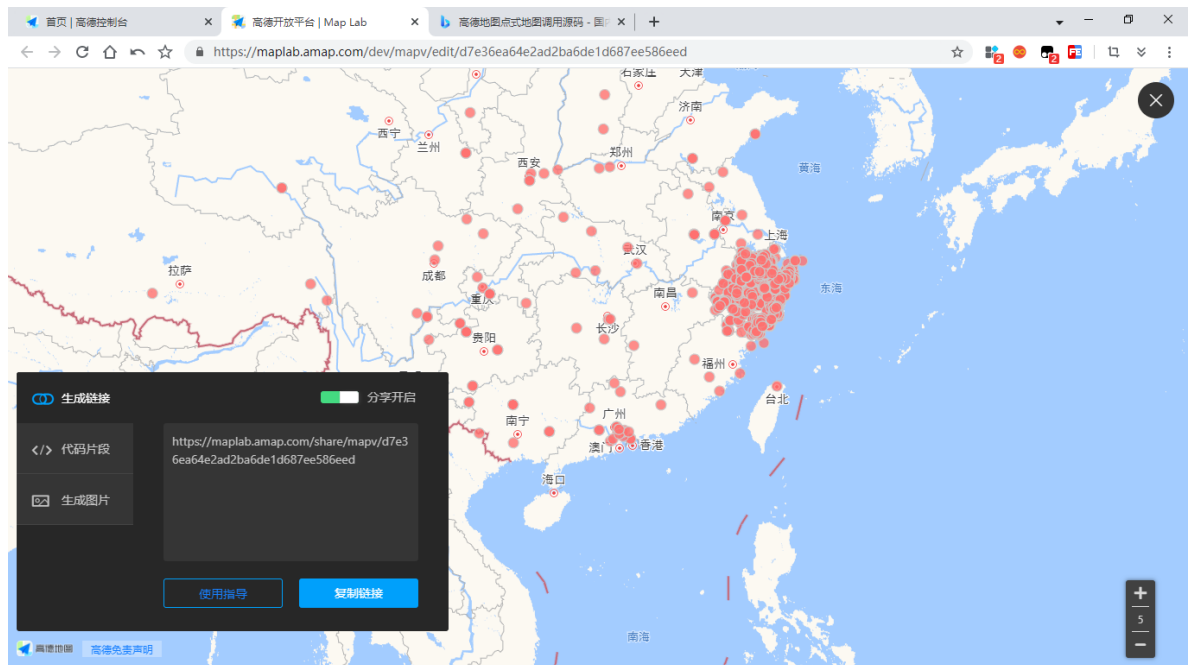 首页 | 高德控制台
高德开放平台 | Map Lab
高德地图点式地图调用源码 - 国内
https://maplab.amap.com/dev/mapv/edit/d7e36ea64e2ad2ba6de1d687ee586eed
2
2
石家庄
天津
济南
西宁
兰州
郑州
西安
黄海
南京
上海
武汉
拉萨
成都
重庆
南昌
东海
长沙
贵阳
福州
台北
南宁
广州
澳门
香港
海口
南海
生成链接
分享开启
代码片段
https://maplab.amap.com/share/mapv/d7e3
6ea64e2ad2ba6de1d687ee586eed
生成图片
使用指导
复制链接
5
高德地图
高德免责声明